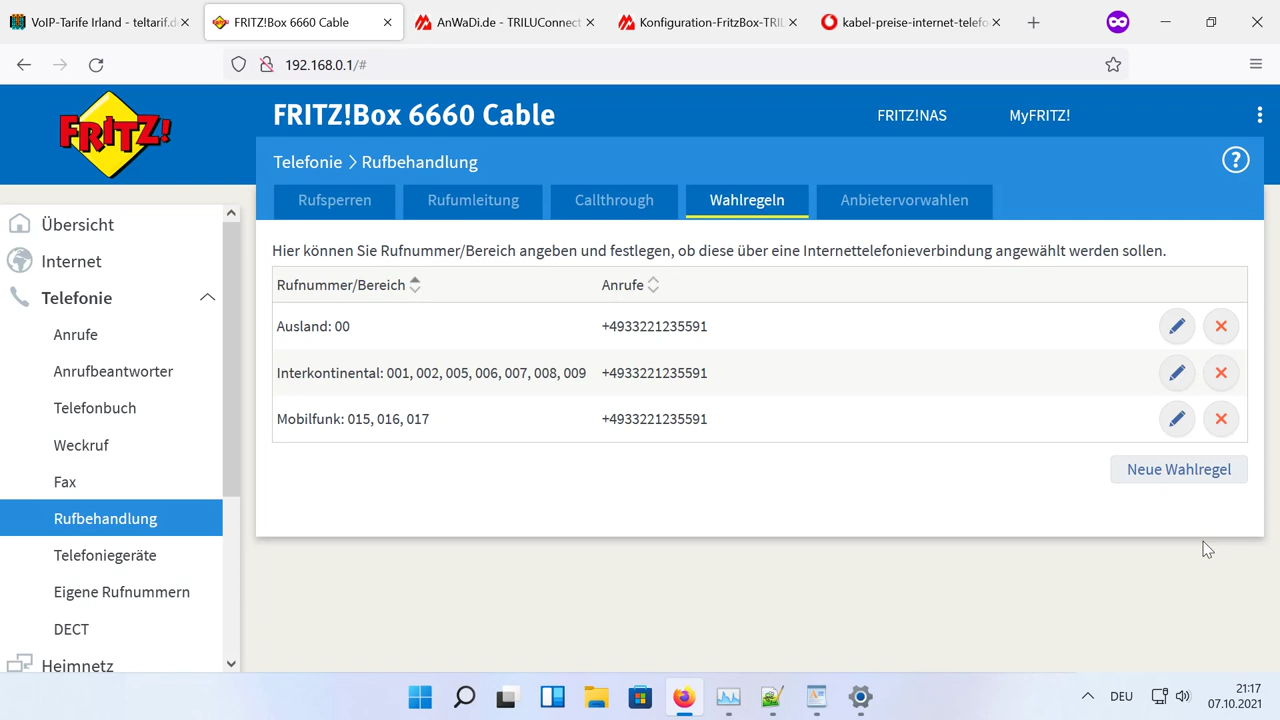 VoIP-Tarife Irland - teltarif.d
FRITZ!Box 6660 Cable
AnWaDi.de - TRILUConnect
Konfiguration-FritzBox-TRIL
kabel-preise-internet-telefo
192.168.0.1/#
FRITZ!
FRITZ!Box 6660 Cable
FRITZ!NAS
MyFRITZ!
Telefonie > Rufbehandlung
?
Rufsperren
Rufumleitung
Callthrough
Wahlregeln
Anbietervorwahlen
Übersicht
Internet
Telefonie
Anrufe
Anrufbeantworter
Telefonbuch
Weckruf
Fax
Rufbehandlung
Telefoniegeräte
Eigene Rufnummern
DECT
Heimnetz
Hier können Sie Rufnummer/Bereich angeben und festlegen, ob diese über eine Internettelefonieverbindung angewählt werden sollen.
Rufnummer/Bereich Anrufe
Ausland: 00 +4933221235591
Interkontinental: 001, 002, 005, 006, 007, 008, 009 +4933221235591
Mobilfunk: 015, 016, 017 +4933221235591
Neue Wahlregel
DEU
21:17
07.10.2021